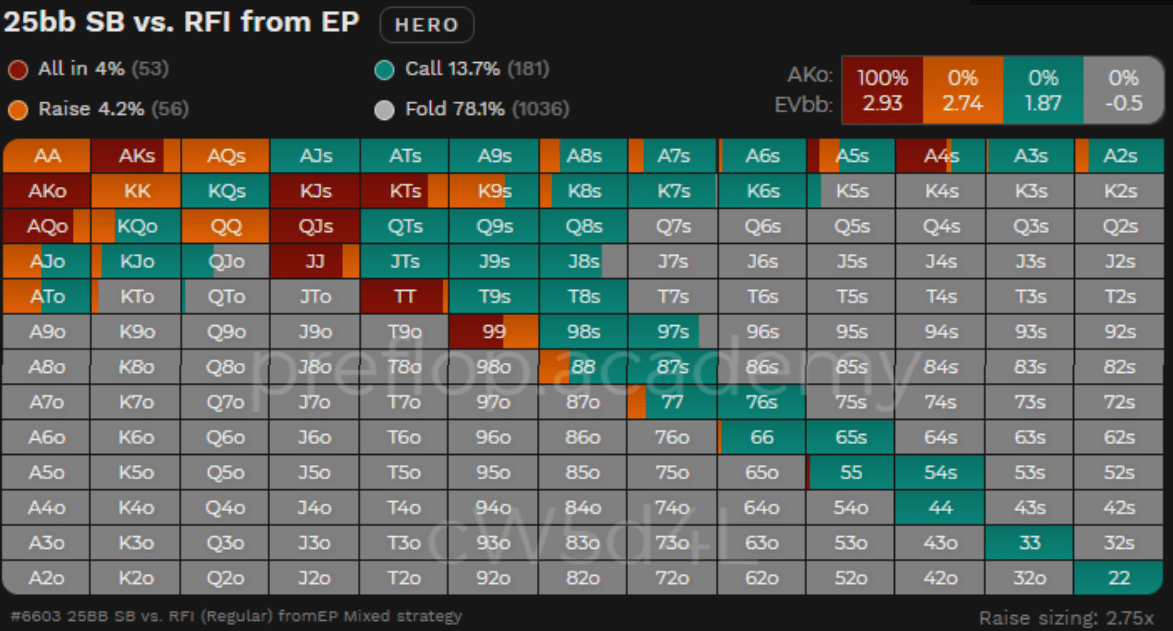 25bb SB vs. RFI from EP HERO
All in 4% (53) Call 13.7% (181)
Raise 4.2% (56) Fold 78.1% (1036)
AKo: 100% 0% 0% 0%
EVbb: 2.93 2.74 1.87 -0.5
AA AKs AQs AJs ATs A9s A8s A7s A6s A5s A4s A3s A2s
AKo KK KQs KJs KTs K9s K8s K7s K6s K5s K4s K3s K2s
AQo KQo QQ QJs QTs Q9s Q8s Q7s Q6s Q5s Q4s Q3s Q2s
AJo KJo QJo JJ JTs J9s J8s J7s J6s J5s J4s J3s J2s
ATo KTo QTo JTo TT T9s T8s T7s T6s T5s T4s T3s T2s
A9o K9o Q9o J9o T9o 99 98s 97s 96s 95s 94s 93s 92s
A8o K8o Q8o J8o T8o 98o 88 87s 86s 85s 84s 83s 82s
preflop.academy
A7o K7o Q7o J7o T7o 97o 87o 77 76s 75s 74s 73s 72s
A6o K6o Q6o J6o T6o 96o 86o 76o 66 65s 64s 63s 62s
A5o K5o Q5o J5o T5o 95o 85o 75o 65o 55 54s 53s 52s
A4o K4o Q4o J4o T4o 94o 84o 74o 64o 54o 44 43s 42s
A3o K3o Q3o J3o T3o 93o 83o 73o 63o 53o 43o 33 32s
cW5d4L
A2o K2o Q2o J2o T2o 92o 82o 72o 62o 52o 42o 32o 22
#6603 25BB SB vs. RFI (Regular) fromEP Mixed strategy
Raise sizing: 2.75x